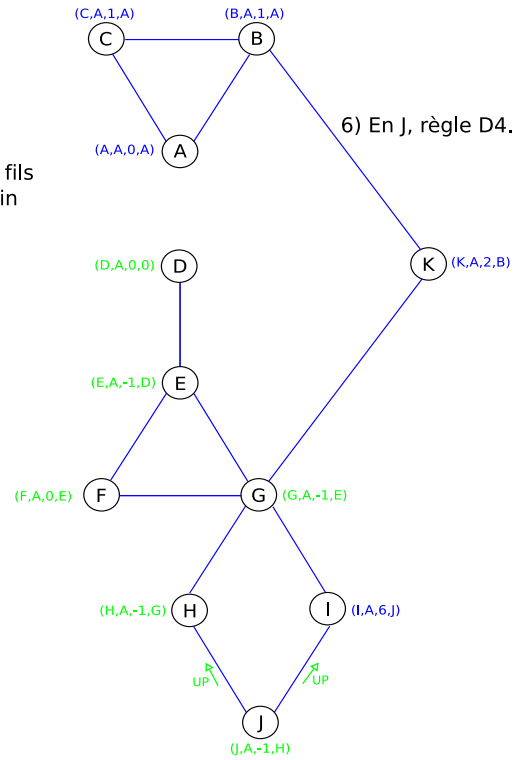 (C,A,1,A)
(B,A,1,A)
C
B
6) En J, règle D4.
(A,A,0,A)
A
fils
in
(D,A,0,0)
D
K
(K,A,2,B)
(E,A,-1,D)
E
(F,A,0,E)
F
G
(G,A,-1,E)
(H,A,-1,G)
H
I
(I,A,6,J)
UP
UP
J
(J,A,-1,H)